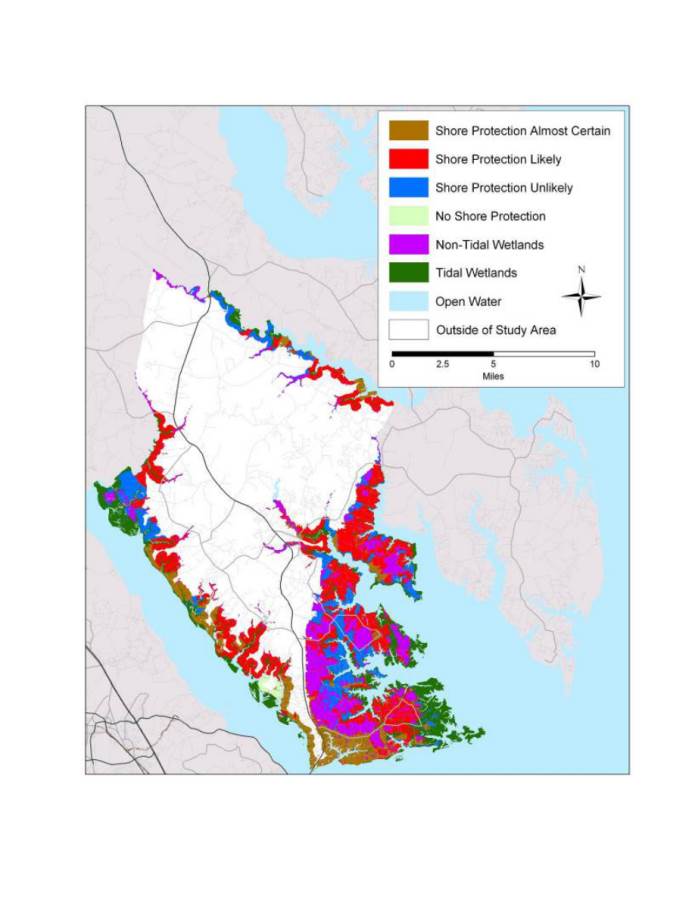 Shore Protection Almost Certain
Shore Protection Likely
Shore Protection Unlikely
No Shore Protection
Non-Tidal Wetlands
Tidal Wetlands
N
Open Water
Outside of Study Area
0 2.5 5 10
Miles